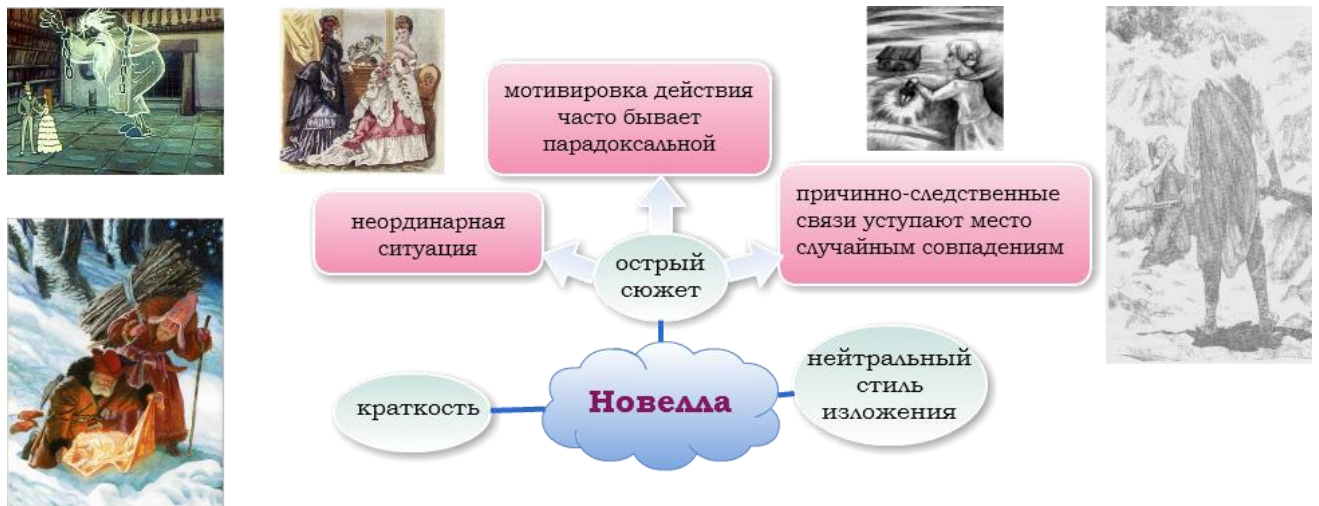 мотивировка действия
часто бывает
парадоксальной
неординарная
ситуация
причинно-следственные
связи уступают место
случайным совпадениям
острый
сюжет
краткость
Новелла
нейтральный
стиль
изложения